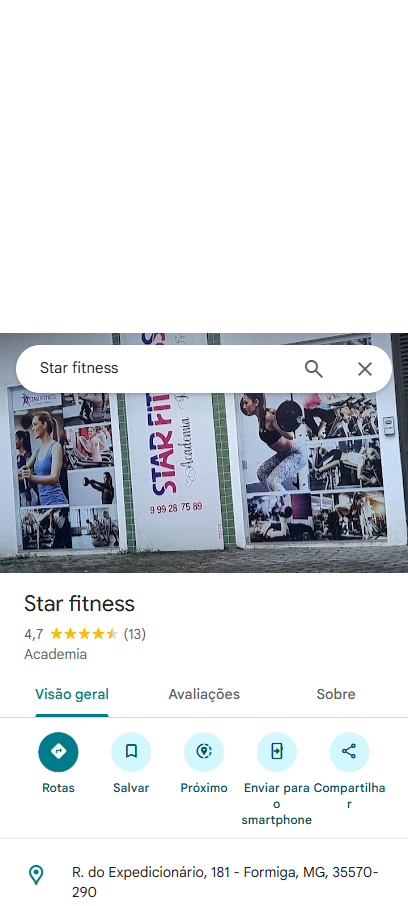 Star fitness
STAR FITNESS
STAR FIT
Academia
9 99 28 75 89
Star fitness
4,7 (13)
Academia
Visão geral Avaliações Sobre
Rotas Salvar Próximo Enviar para o smartphone Compartilhar
R. do Expedicionário, 181 - Formiga, MG, 35570-
290